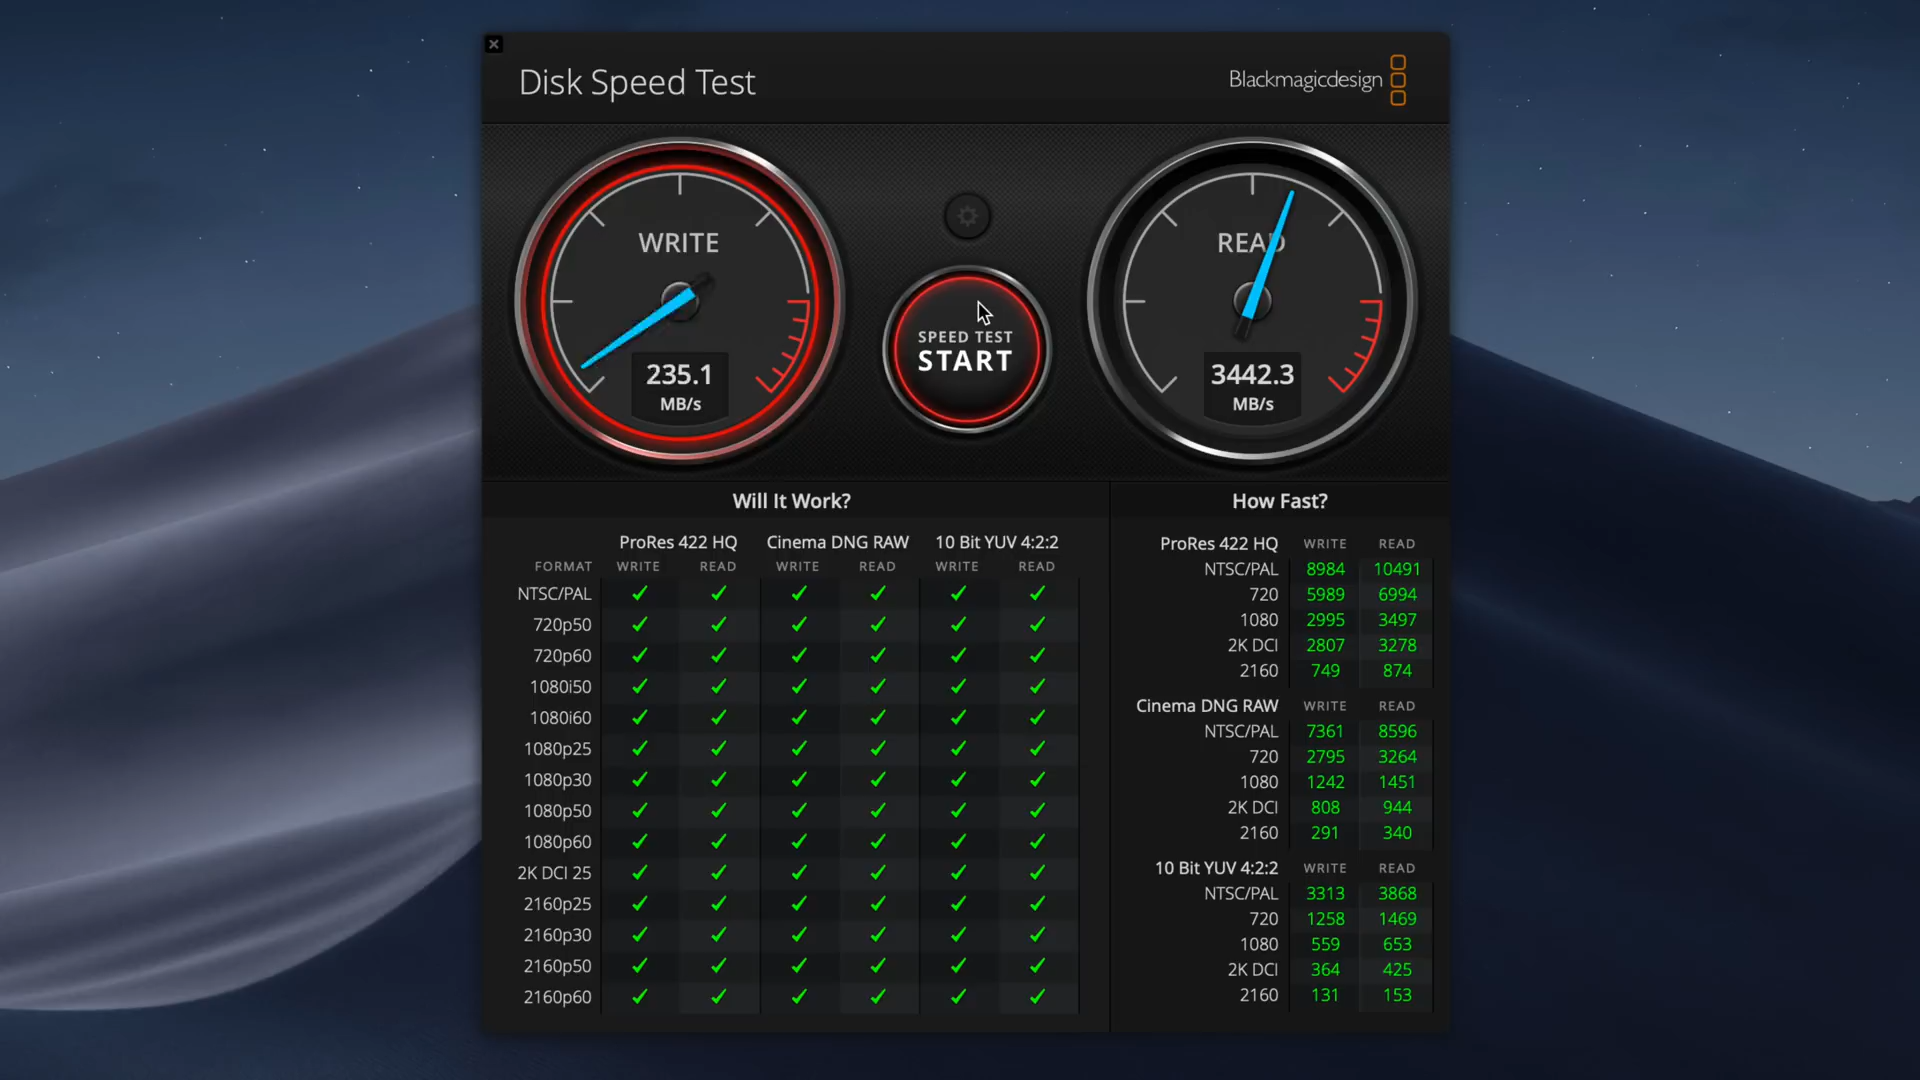 Disk Speed Test
Blackmagicdesign
WRITE
235.1
MB/s
SPEED TEST
START
READ
3442.3
MB/s
Will It Work?
ProRes 422 HQ Cinema DNG RAW 10 Bit YUV 4:2:2
FORMAT WRITE READ WRITE READ WRITE READ
NTSC/PAL ✓ ✓ ✓ ✓ ✓ ✓
720p50 ✓ ✓ ✓ ✓ ✓ ✓
720p60 ✓ ✓ ✓ ✓ ✓ ✓
1080i50 ✓ ✓ ✓ ✓ ✓ ✓
1080i60 ✓ ✓ ✓ ✓ ✓ ✓
1080p25 ✓ ✓ ✓ ✓ ✓ ✓
1080p30 ✓ ✓ ✓ ✓ ✓ ✓
1080p50 ✓ ✓ ✓ ✓ ✓ ✓
1080p60 ✓ ✓ ✓ ✓ ✓ ✓
2K DCI 25 ✓ ✓ ✓ ✓ ✓ ✓
2160p25 ✓ ✓ ✓ ✓ ✓ ✓
2160p30 ✓ ✓ ✓ ✓ ✓ ✓
2160p50 ✓ ✓ ✓ ✓ ✓ ✓
2160p60 ✓ ✓ ✓ ✓ ✓ ✓
How Fast?
ProRes 422 HQ WRITE READ
NTSC/PAL 8984 10491
720 5989 6994
1080 2995 3497
2K DCI 2807 3278
2160 749 874
Cinema DNG RAW WRITE READ
NTSC/PAL 7361 8596
720 2795 3264
1080 1242 1451
2K DCI 808 944
2160 291 340
10 Bit YUV 4:2:2 WRITE READ
NTSC/PAL 3313 3868
720 1258 1469
1080 559 653
2K DCI 364 425
2160 131 153